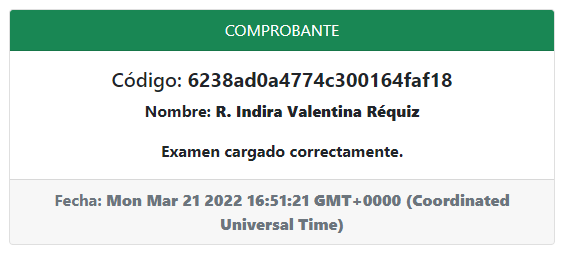 COMPROBANTE
Código: 6238ad0a4774c300164faf18
Nombre: R. Indira Valentina Réquiz
Examen cargado correctamente.
Fecha: Mon Mar 21 2022 16:51:21 GMT+0000 (Coordinated
Universal Time)